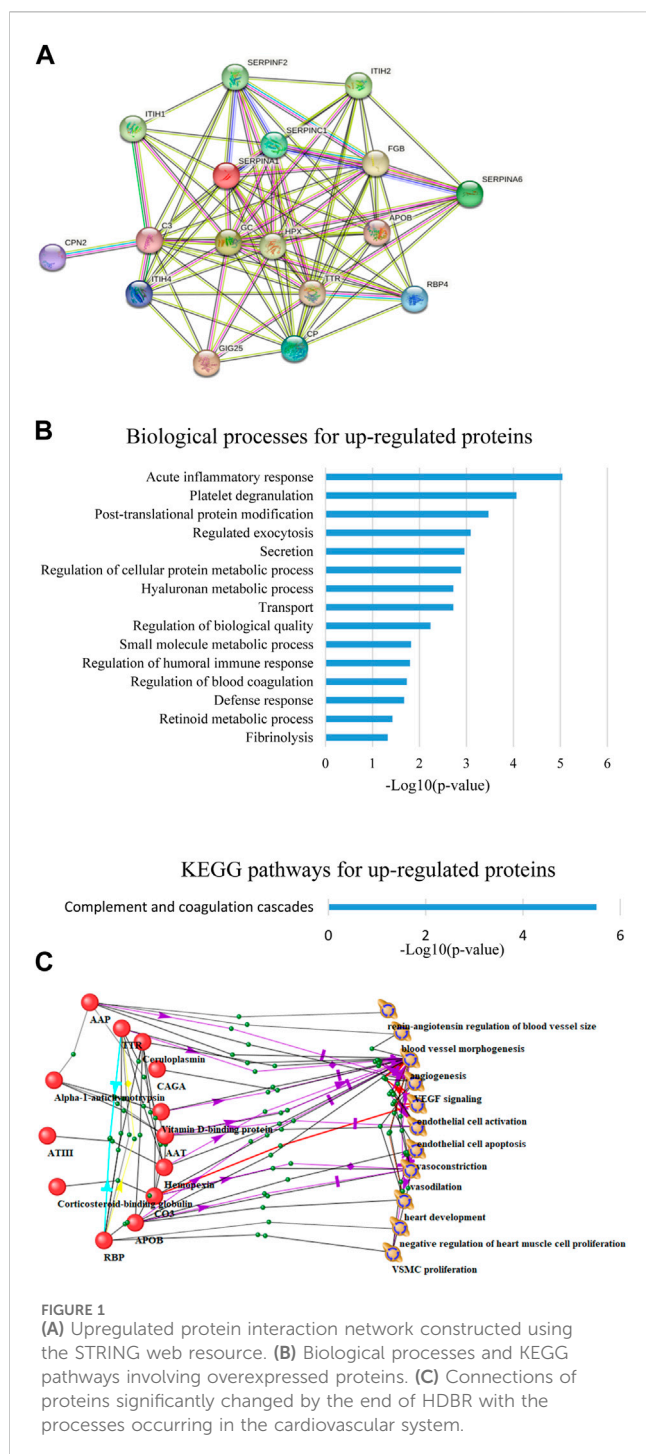 A
SERPINF2
ITIH2
ITIH1
SERPINC1
FGB
SERPINA1
SERPINA6
C3
GC
HPX
APOB
CPN2
ITIH4
TTR
RBP4
GIG25
CP
B
Biological processes for up-regulated proteins
Acute inflammatory response
Platelet degranulation
Post-translational protein modification
Regulated exocytosis
Secretion
Regulation of cellular protein metabolic process
Hyaluronan metabolic process
Transport
Regulation of biological quality
Small molecule metabolic process
Regulation of humoral immune response
Regulation of blood coagulation
Defense response
Retinoid metabolic process
Fibrinolysis
0 1 2 3 4 5 6
-Log10(p-value)
KEGG pathways for up-regulated proteins
Complement and coagulation cascades
0 2 4 6
-Log10(p-value)
C
AAP
TTR
Ceruloplasmin
CAGA
Alpha-1-antichymotrypsin
Vitamin D-binding protein
ATIII
AAT
Hemopexin
Corticosteroid-binding globulin
CO3
APOB
RBP
renin-angiotensin regulation of blood vessel size
blood vessel morphogenesis
angiogenesis
VEGF signaling
endothelial cell activation
endothelial cell apoptosis
vasoconstriction
vasodilation
heart development
negative regulation of heart muscle cell proliferation
VSMC proliferation
FIGURE 1
(A) Upregulated protein interaction network constructed using
the STRING web resource. (B) Biological processes and KEGG
pathways involving overexpressed proteins. (C) Connections of
proteins significantly changed by the end of HDBR with the
processes occurring in the cardiovascular system.